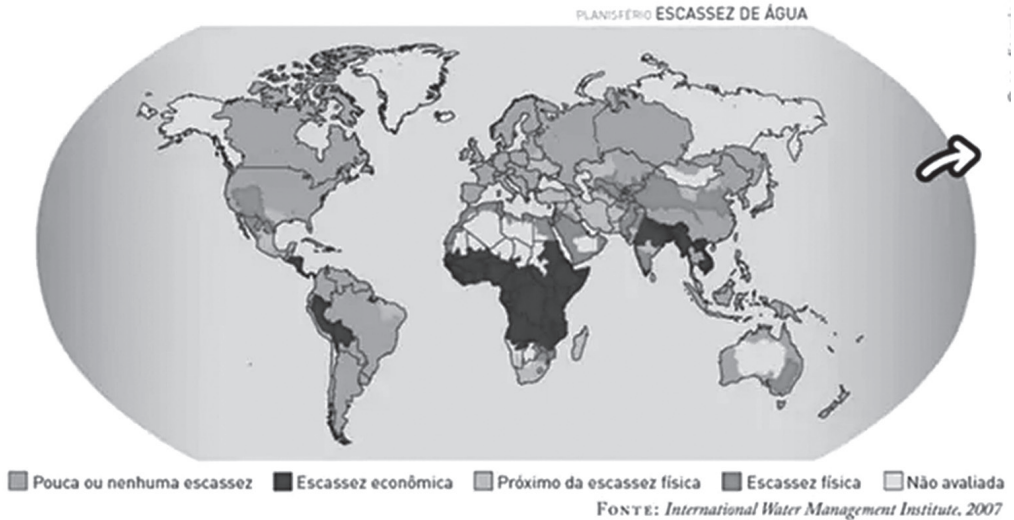 PLANISFÉRIO ESCASSEZ DE ÁGUA
Pouca ou nenhuma escassez Escassez econômica Próximo da escassez física Escassez física Não avaliada
FONTE: International Water Management Institute, 2007